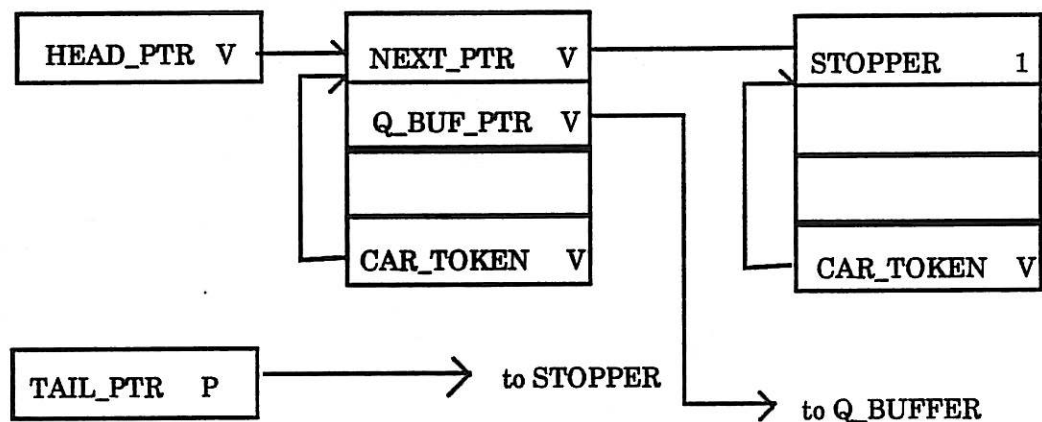 HEAD_PTR V
NEXT_PTR V
STOPPER 1
Q_BUF_PTR V
CAR_TOKEN V
CAR_TOKEN V
TAIL_PTR P
to STOPPER
to Q_BUFFER